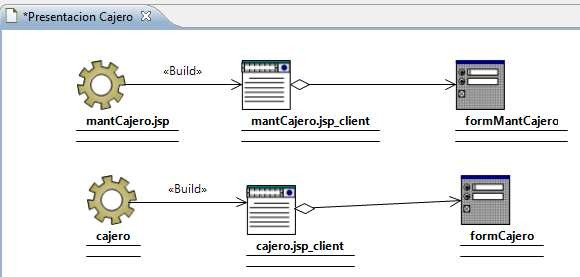 *Presentacion Cajero
«Build»
mantCajero.jsp mantCajero.jsp_client formMantCajero
«Build»
cajero cajero.jsp_client formCajero